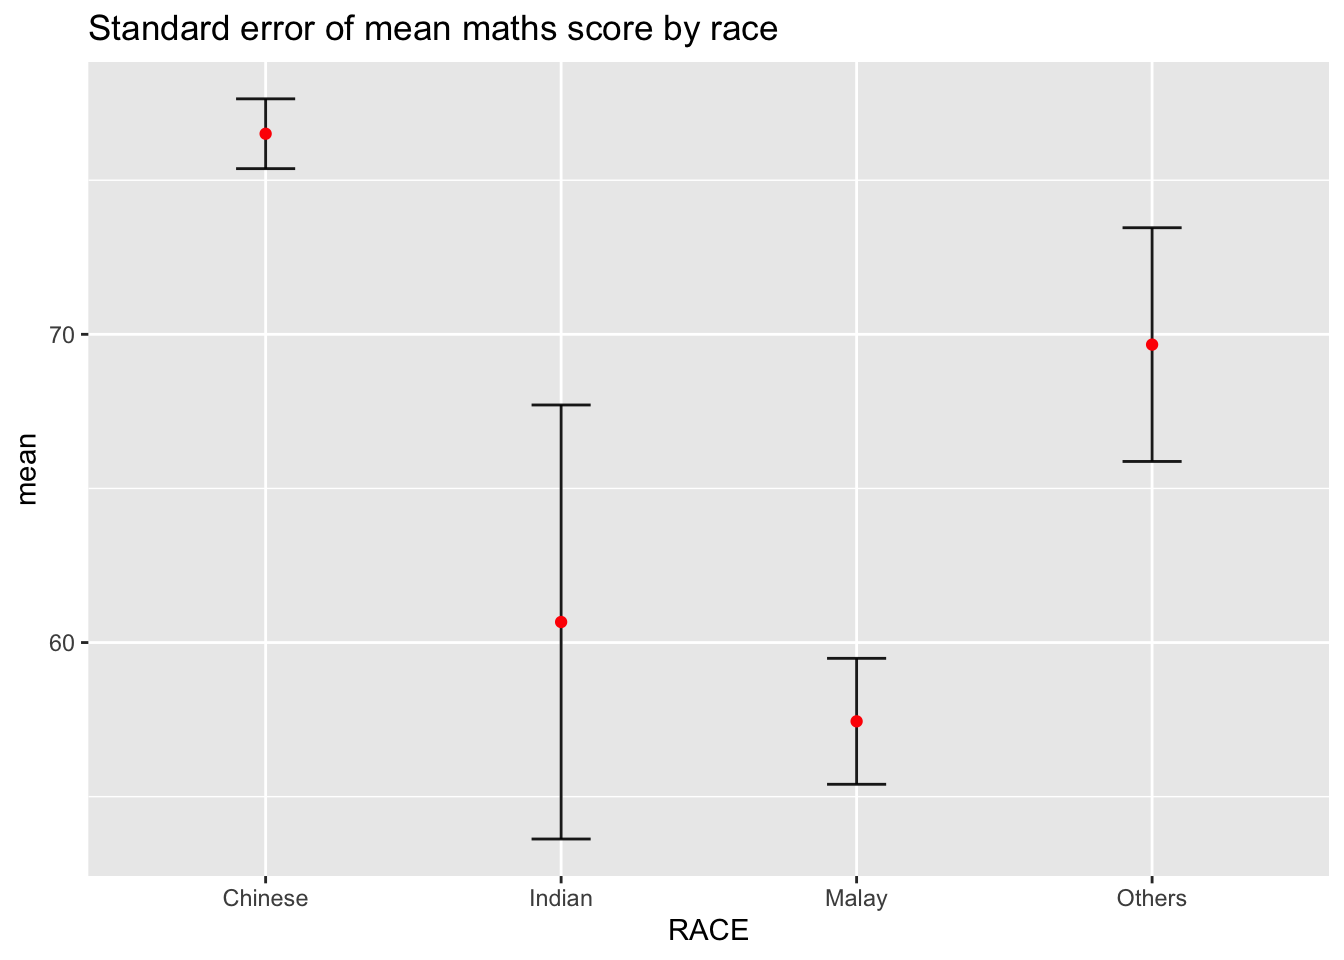 Standard error of mean maths score by race
70
60
mean
Chinese
Indian
Malay
Others
RACE